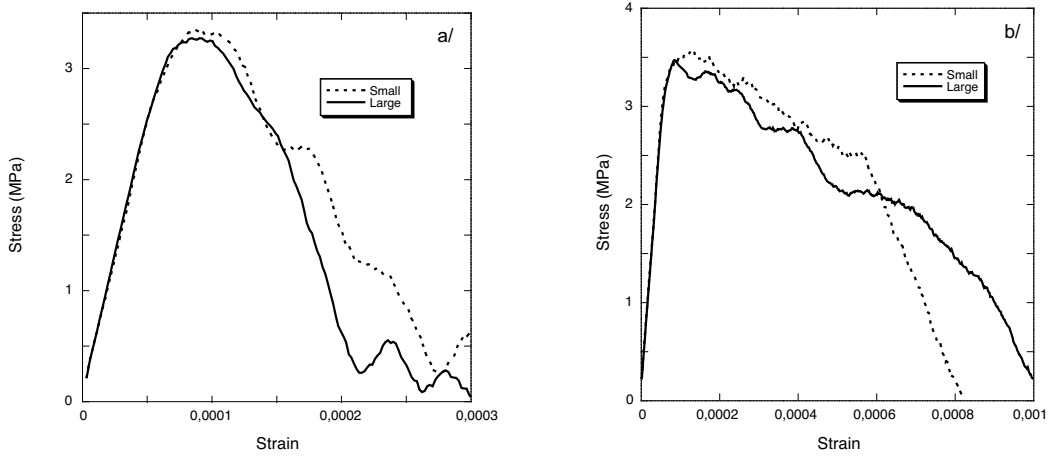 a/
Small
Large
3
2
1
0
Stress (MPa)
0
0,0001
0,0002
0,0003
Strain
b/
Small
Large
4
3
2
1
0
Stress (MPa)
0
0,0002
0,0004
0,0006
0,0008
0,001
Strain